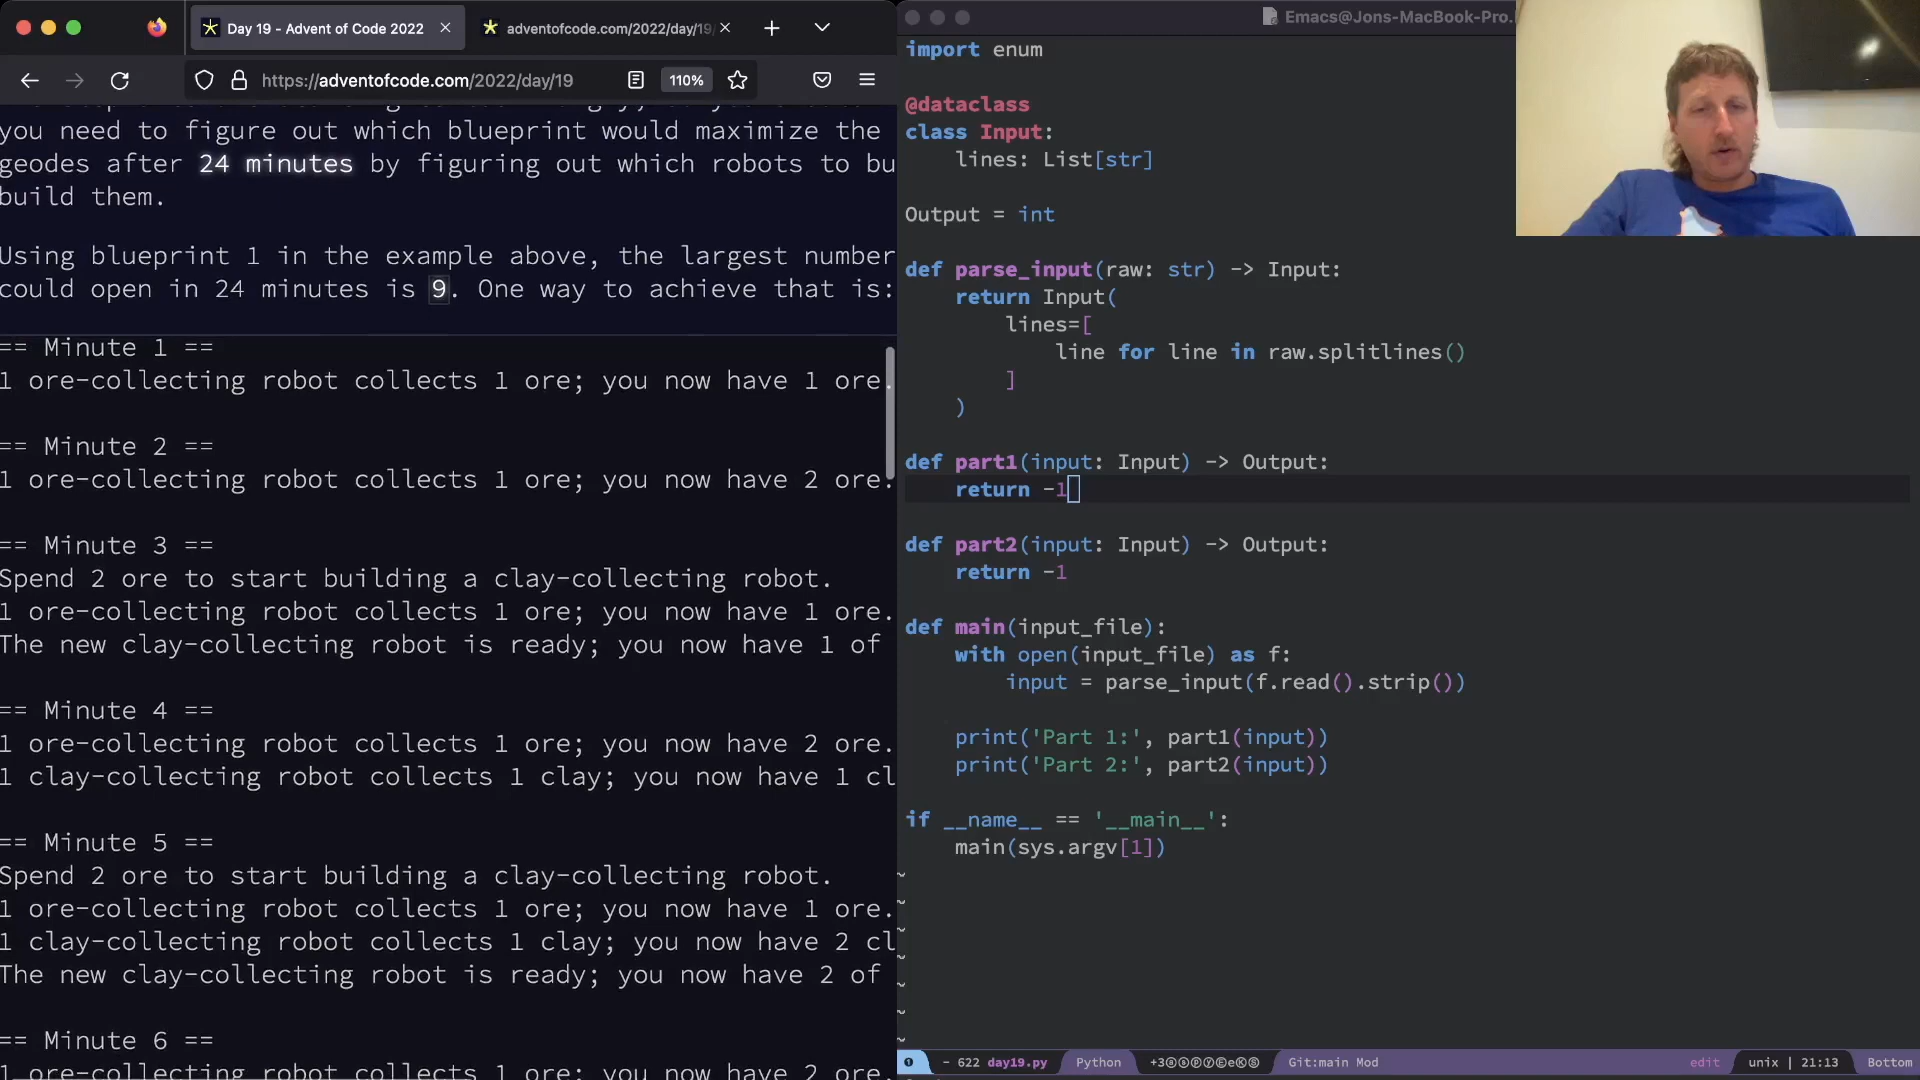 Day 19 - Advent of Code 2022
adventofcode.com/2022/day/19
https://adventofcode.com/2022/day/19
110%
you need to figure out which blueprint would maximize the
geodes after 24 minutes by figuring out which robots to bu
build them.
Using blueprint 1 in the example above, the largest number
could open in 24 minutes is 9. One way to achieve that is:
== Minute 1 ==
1 ore-collecting robot collects 1 ore; you now have 1 ore.
== Minute 2 ==
1 ore-collecting robot collects 1 ore; you now have 2 ore.
== Minute 3 ==
Spend 2 ore to start building a clay-collecting robot.
1 ore-collecting robot collects 1 ore; you now have 1 ore.
The new clay-collecting robot is ready; you now have 1 of
== Minute 4 ==
1 ore-collecting robot collects 1 ore; you now have 2 ore.
1 clay-collecting robot collects 1 clay; you now have 1 cl
== Minute 5 ==
Spend 2 ore to start building a clay-collecting robot.
1 ore-collecting robot collects 1 ore; you now have 1 ore.
1 clay-collecting robot collects 1 clay; you now have 2 cl
The new clay-collecting robot is ready; you now have 2 of
== Minute 6 ==
1 ore-collecting robot collects 1 ore; you now have 2 ore.
Emacs@Jons-MacBook-Pro.
import enum
@dataclass
class Input:
    lines: List[str]
Output = int
def parse_input(raw: str) -> Input:
    return Input(
        lines=[
            line for line in raw.splitlines()
        ]
    )
def part1(input: Input) -> Output:
    return -1
def part2(input: Input) -> Output:
    return -1
def main(input_file):
    with open(input_file) as f:
        input = parse_input(f.read().strip())
    print('Part 1:', part1(input))
    print('Part 2:', part2(input))
if __name__ == '__main__':
    main(sys.argv[1])
- 622 day19.py Python Git:main Mod edit unix | 21:13 Bottom